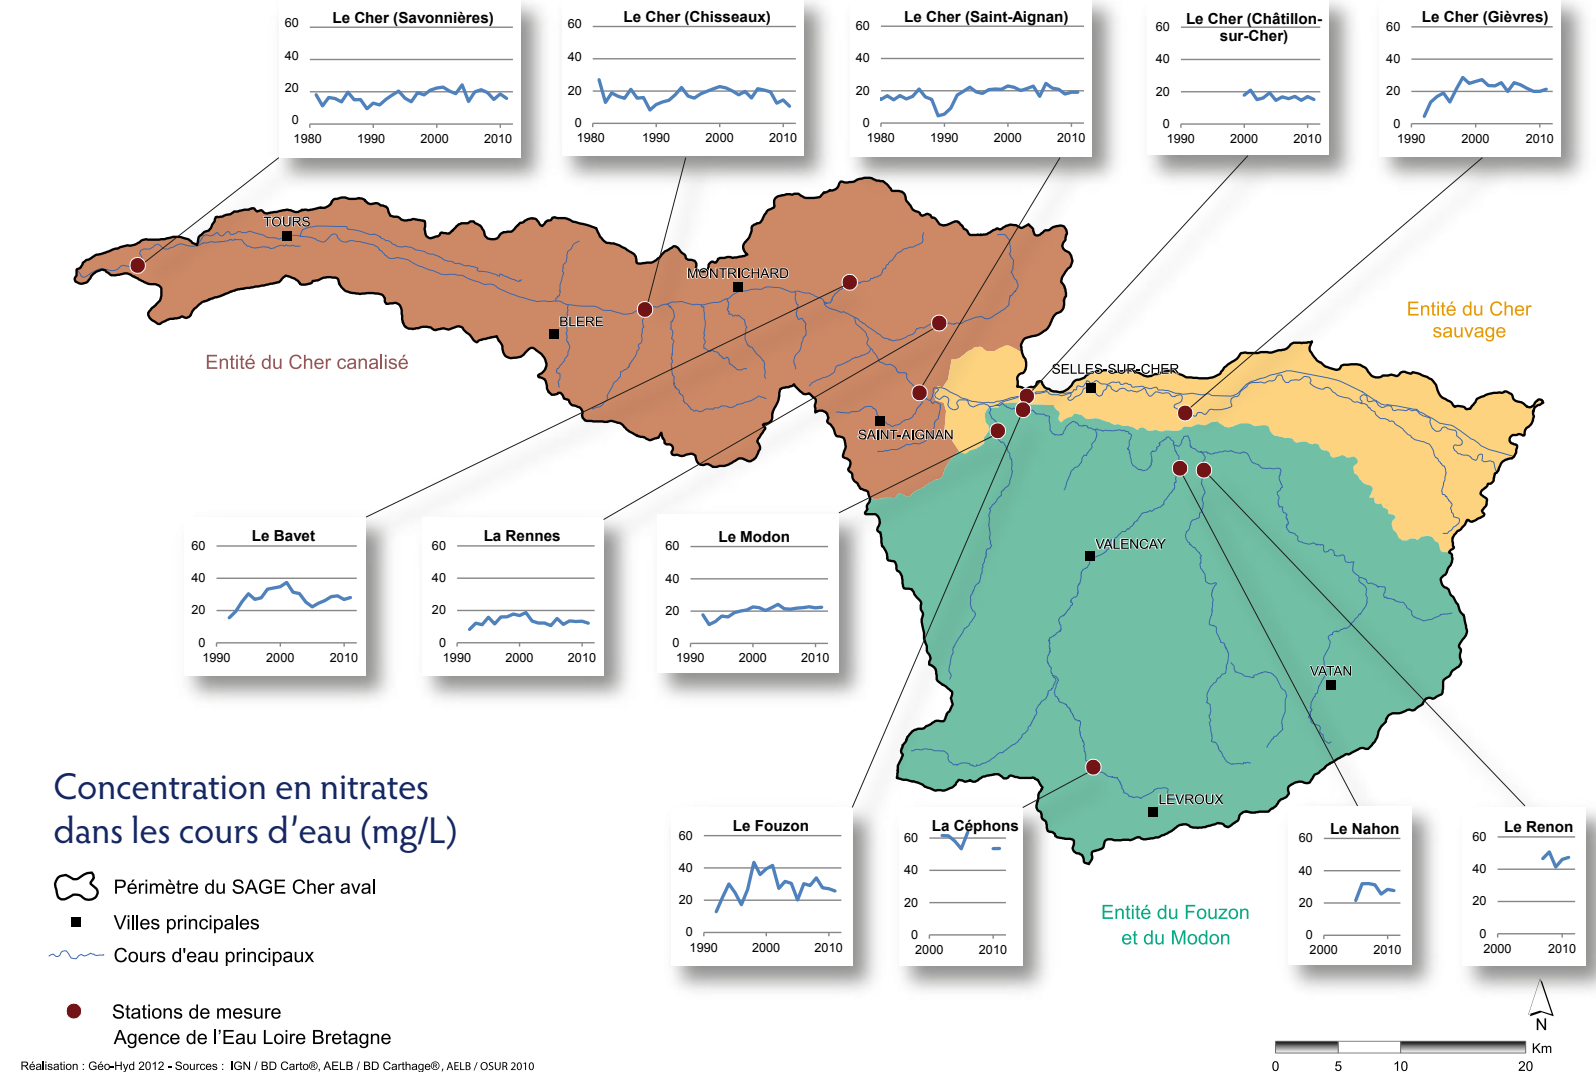 Le Cher (Savonnières)
60
40
20
0
1980 1990 2000 2010
Le Cher (Chisseaux)
60
40
20
0
1980 1990 2000 2010
Le Cher (Saint-Aignan)
60
40
20
0
1980 1990 2000 2010
Le Cher (Châtillon-
sur-Cher)
60
40
20
0
1990 2000 2010
Le Cher (Gièvres)
60
40
20
0
1990 2000 2010
TOURS
MONTRICHARD
BLERE
Entité du Cher canalisé
SELLES-SUR-CHER
SAINT-AIGNAN
Entité du Cher
sauvage
VALENCAY
VATAN
LEVROUX
Entité du Fouzon
et du Modon
Le Bavet
60
40
20
0
1990 2000 2010
La Rennes
60
40
20
0
1990 2000 2010
Le Modon
60
40
20
0
1990 2000 2010
Le Fouzon
60
40
20
0
1990 2000 2010
La Céphons
60
40
20
0
2000 2010
Le Nahon
60
40
20
0
2000 2010
Le Renon
60
40
20
0
2000 2010
Concentration en nitrates
dans les cours d'eau (mg/L)
Périmètre du SAGE Cher aval
Villes principales
Cours d'eau principaux
Stations de mesure
Agence de l'Eau Loire Bretagne
Réalisation : Géo-Hyd 2012 - Sources : IGN / BD Carto®, AELB / BD Carthage®, AELB / OSUR 2010
N
Km
0 5 10 20